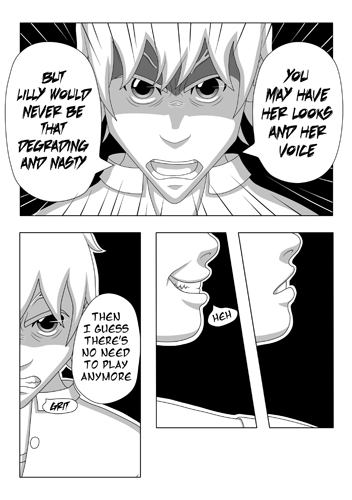 YOU
MAY HAVE
HER LOOKS
AND HER
VOICE
BUT
LILLY WOULD
NEVER BE
THAT
DEGRADING
AND NASTY
HEH
THEN
I GUESS
THERE'S
NO NEED
TO PLAY
ANYMORE
GRIT